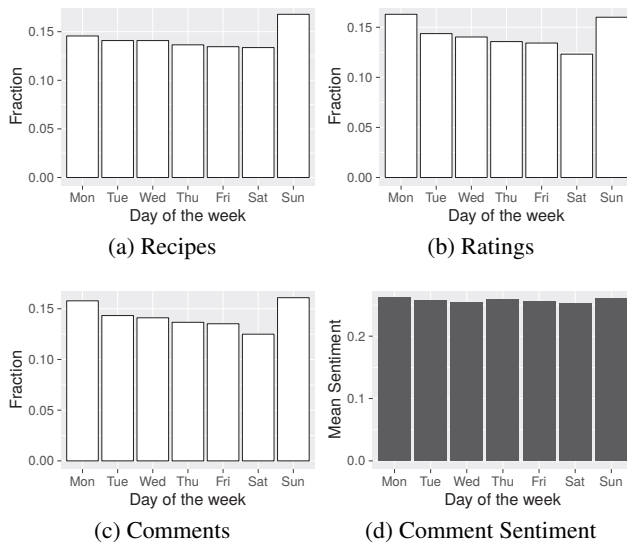 0.15
0.10
0.05
0.00
Fraction
Mon Tue Wed Thu Fri Sat Sun
Day of the week
(a) Recipes
0.15
0.10
0.05
0.00
Fraction
Mon Tue Wed Thu Fri Sat Sun
Day of the week
(b) Ratings
0.15
0.10
0.05
0.00
Fraction
Mon Tue Wed Thu Fri Sat Sun
Day of the week
(c) Comments
0.2
0.1
0.0
Mean Sentiment
Mon Tue Wed Thu Fri Sat Sun
Day of the week
(d) Comment Sentiment